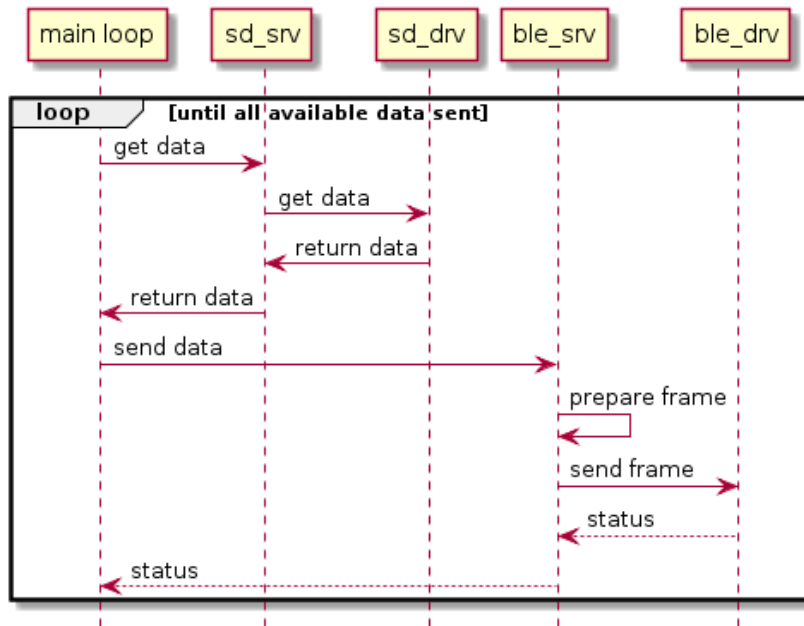 main loop
sd_srv
sd_drv
ble_srv
ble_drv
loop
[until all available data sent]
get data
get data
return data
return data
send data
prepare frame
send frame
status
status